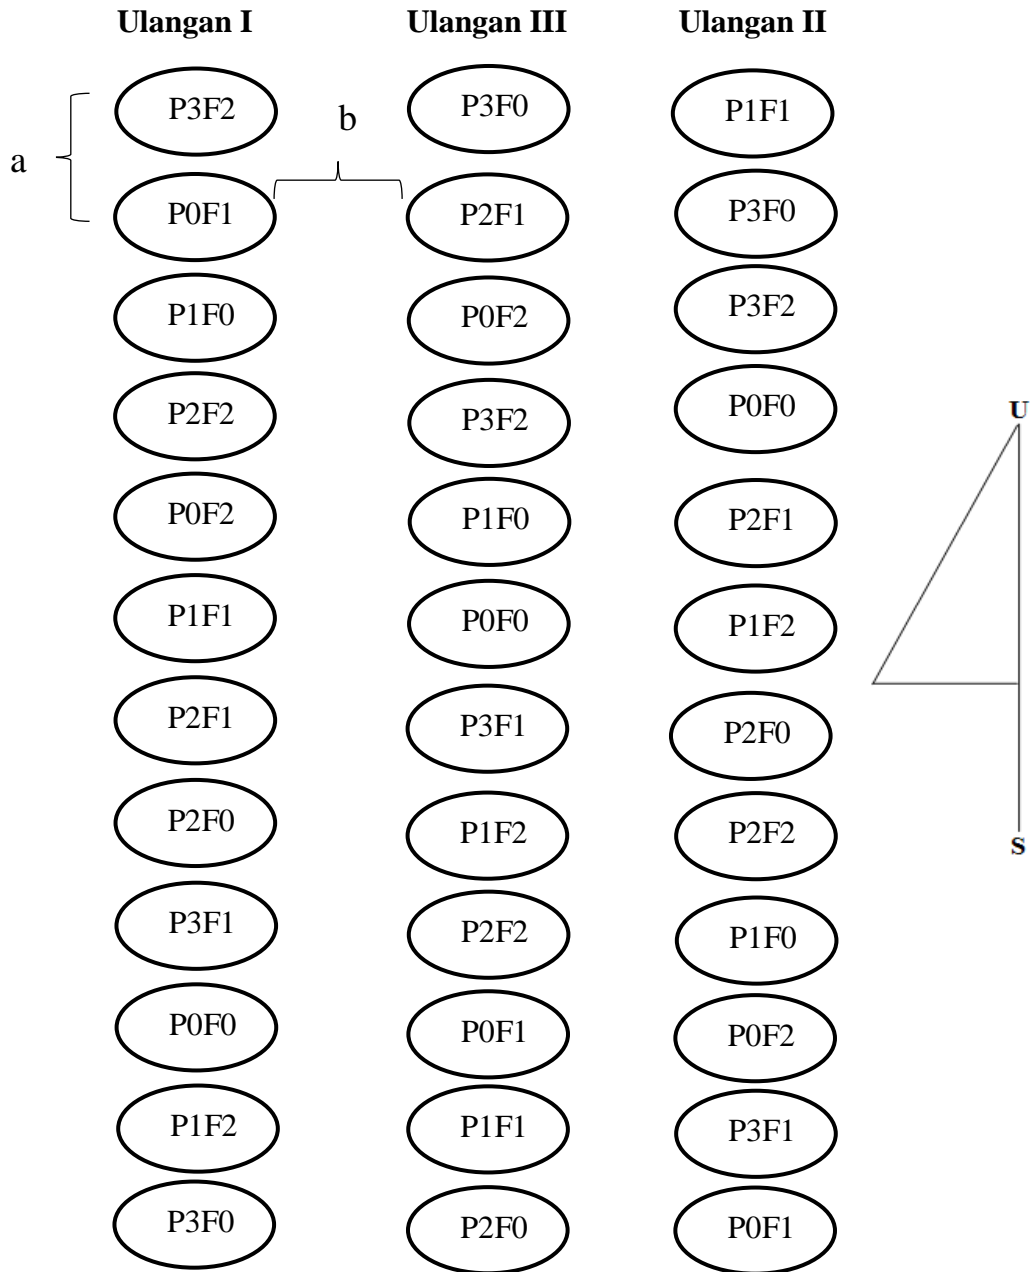 Ulangan I Ulangan III Ulangan II
P3F2 P3F0 P1F1
b
a
P0F1 P2F1 P3F0
P1F0 P0F2 P3F2
P2F2 P3F2 P0F0
U
P0F2 P1F0 P2F1
P1F1 P0F0 P1F2
P2F1 P3F1 P2F0
P2F0 P1F2 P2F2
S
P3F1 P2F2 P1F0
P0F0 P0F1 P0F2
P1F2 P1F1 P3F1
P3F0 P2F0 P0F1